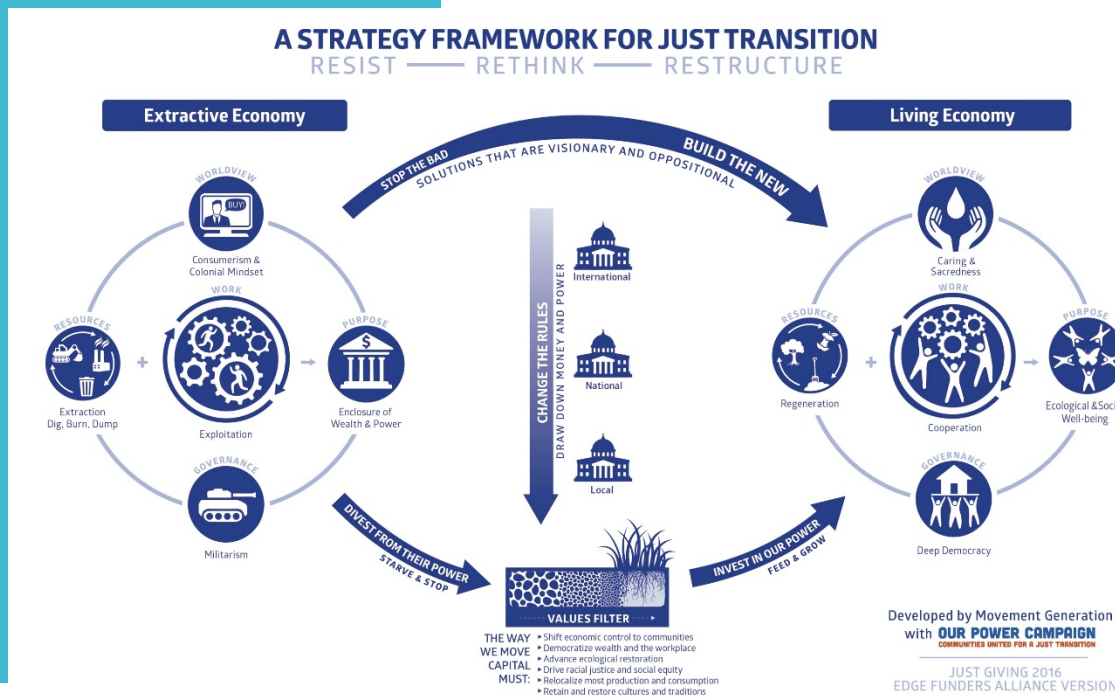 A STRATEGY FRAMEWORK FOR JUST TRANSITION
RESIST — RETHINK — RESTRUCTURE
Extractive Economy
WORLDVIEW
BUY!
Consumerism &
Colonial Mindset
RESOURCES
Extraction
Dig, Burn, Dump
+
WORK
Exploitation
PURPOSE
$
Enclosure of
Wealth & Power
GOVERNANCE
Militarism
STOP THE BAD
BUILD THE NEW
SOLUTIONS THAT ARE VISIONARY AND OPPOSITIONAL
CHANGE THE RULES
DRAW DOWN MONEY AND POWER
International
National
Local
DIVEST FROM THEIR POWER
STARVE & STOP
VALUES FILTER
THE WAY
WE MOVE
CAPITAL
MUST:
Shift economic control to communities
Democratize wealth and the workplace
Advance ecological restoration
Drive racial justice and social equity
Relocalize most production and consumption
Retain and restore cultures and traditions
INVEST IN OUR POWER
FEED & GROW
Living Economy
WORLDVIEW
Caring &
Sacredness
RESOURCES
Regeneration
+
WORK
Cooperation
PURPOSE
Ecological & Soci
Well-being
GOVERNANCE
Deep Democracy
Developed by Movement Generation
with OUR POWER CAMPAIGN
COMMUNITIES UNITED FOR A JUST TRANSITION
JUST GIVING 2016
EDGE FUNDERS ALLIANCE VERSION